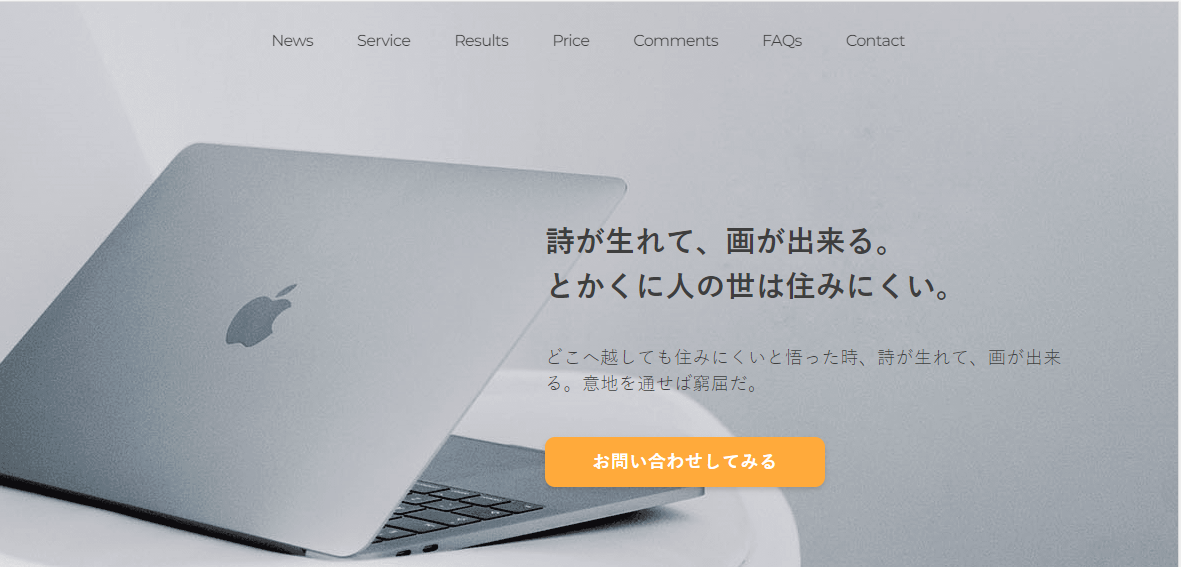 News Service Results Price Comments FAQs Contact
詩が生れて、画が出来る。
とかくに人の世は住みにくい。
どこへ越しても住みにくいと悟った時、詩が生れて、画が出来
る。意地を通せば窮屈だ。
お問い合わせしてみる